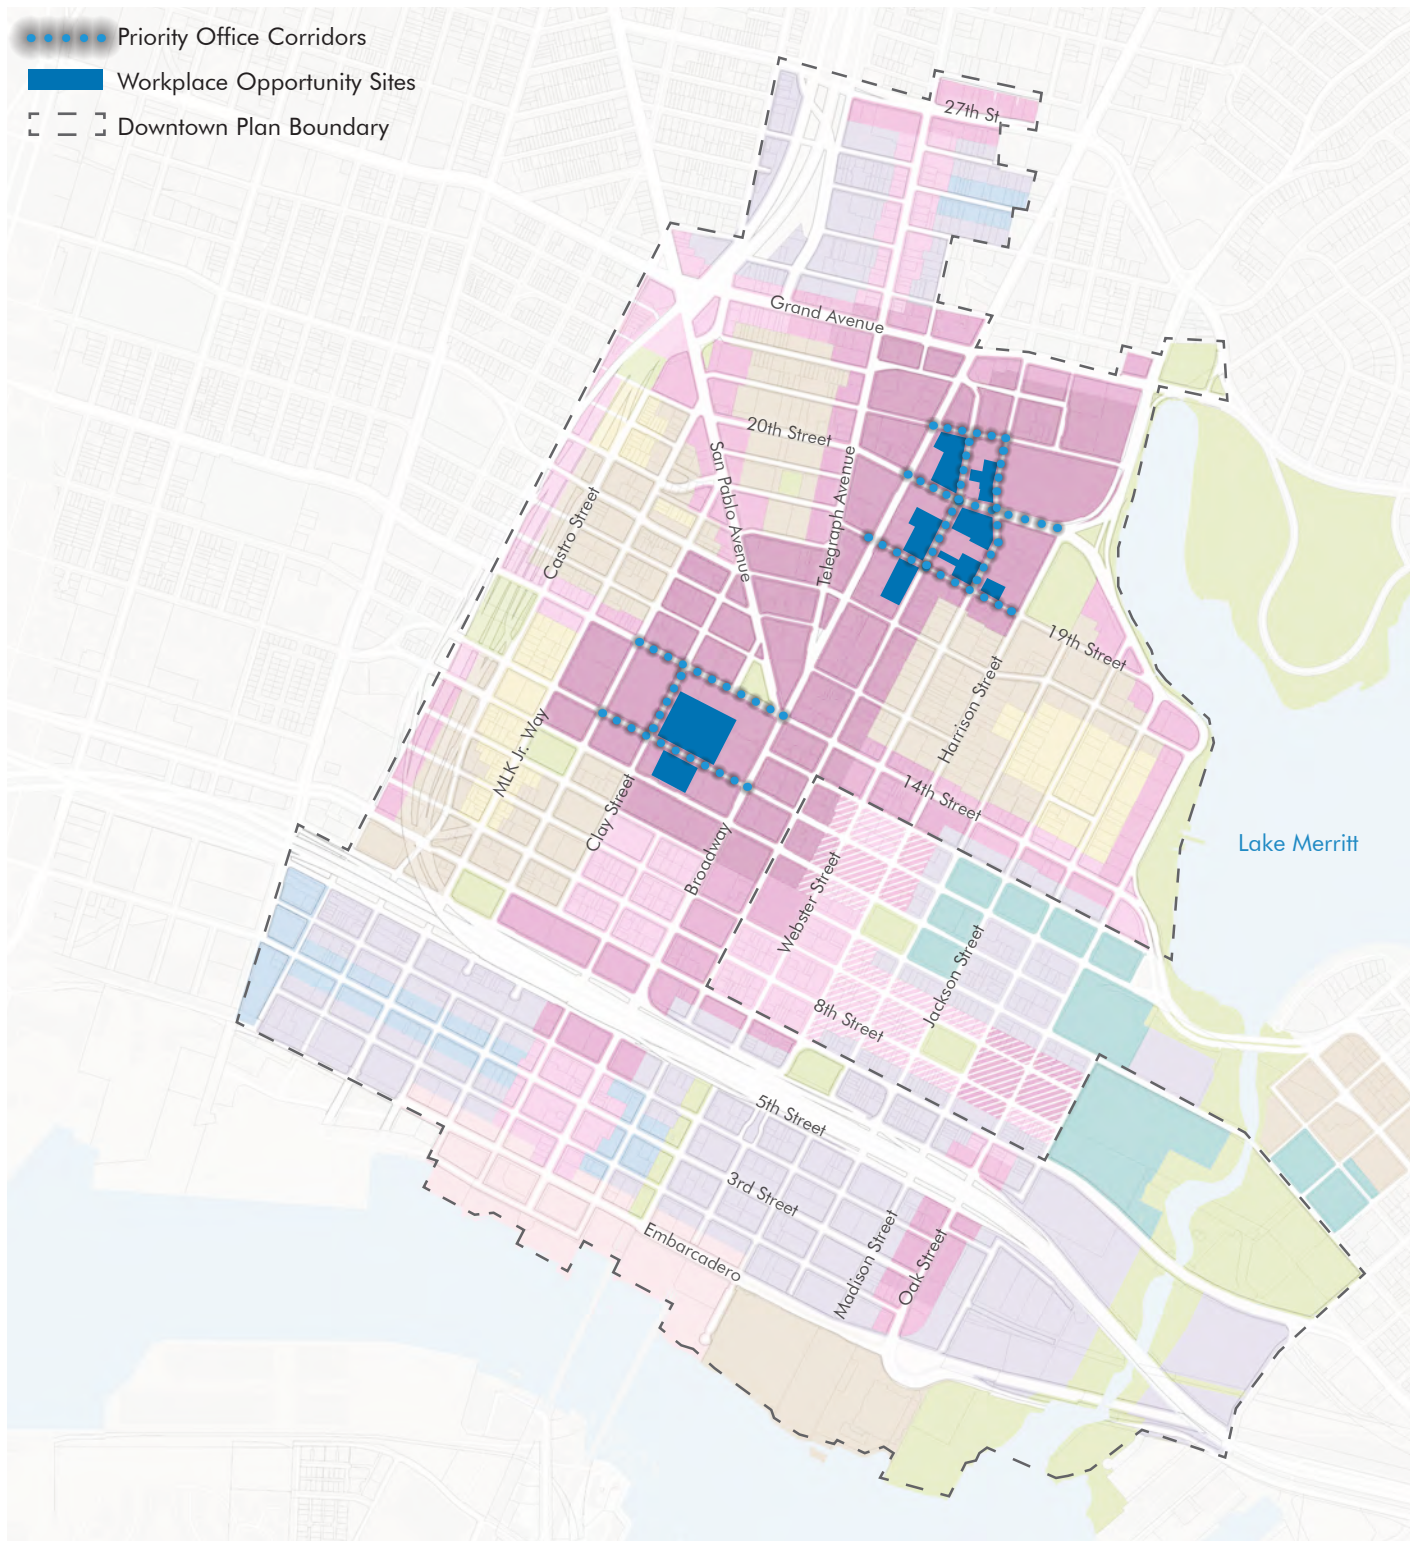 Priority Office Corridors
Workplace Opportunity Sites
Downtown Plan Boundary
27th St
Grand Avenue
20th Street
San Pablo Avenue
Telegraph Avenue
Castro Street
19th Street
Harrison Street
MLK Jr. Way
Clay Street
14th Street
Broadway
Lake Merritt
Webster Street
Jackson Street
8th Street
5th Street
3rd Street
Madison Street
Oak Street
Embarcadero